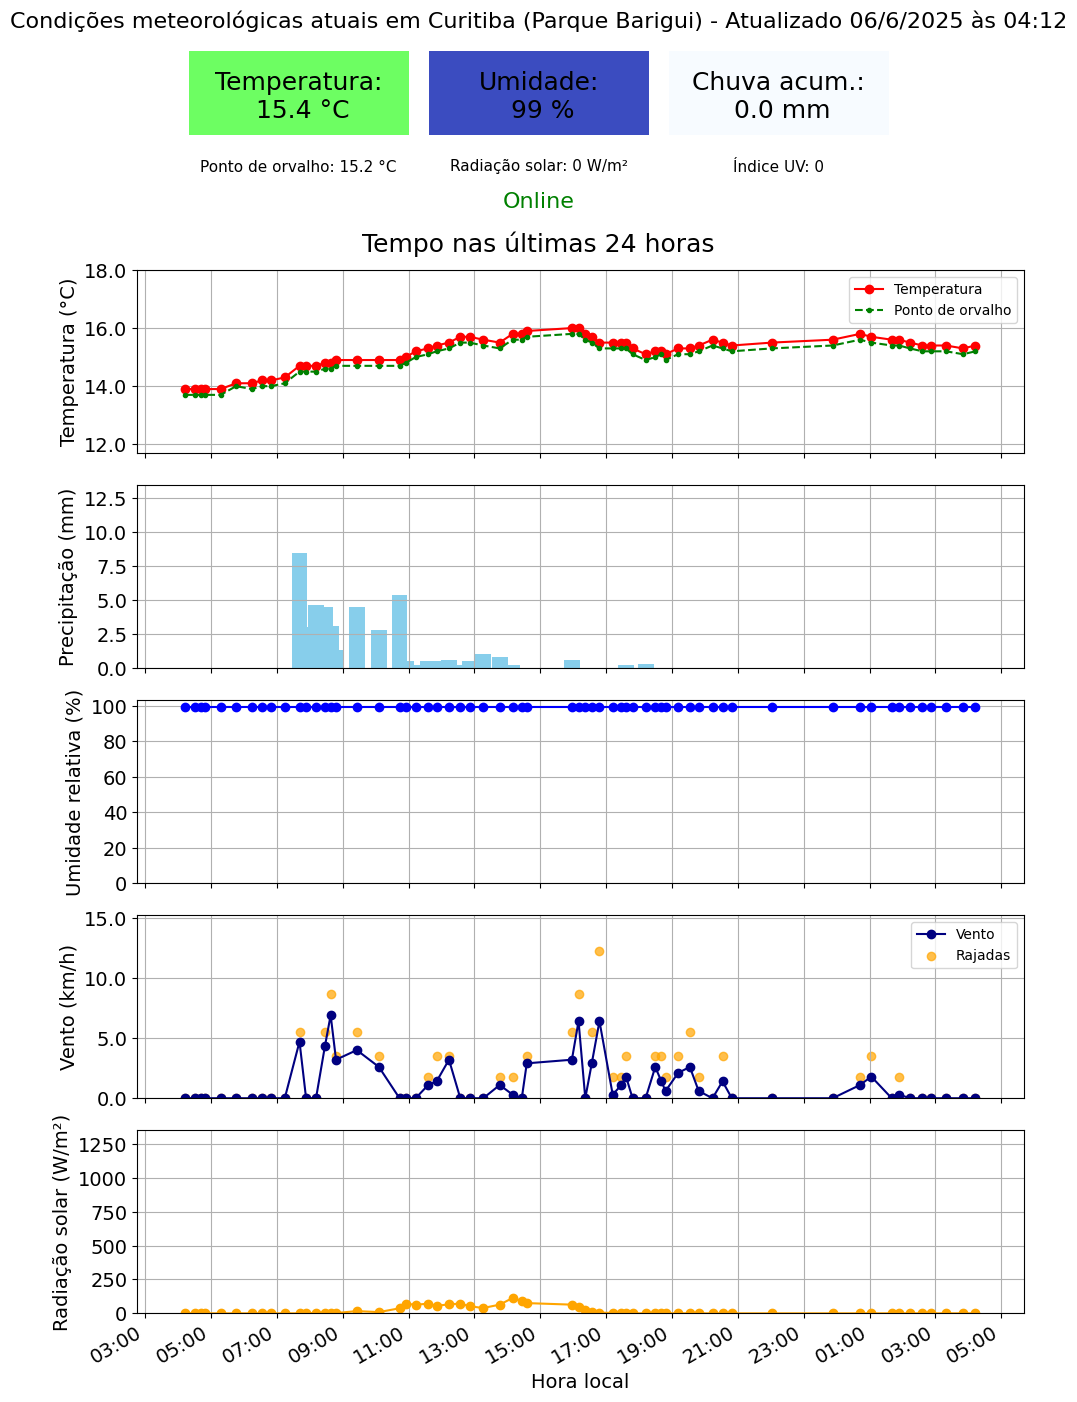 Condições meteorológicas atuais em Curitiba (Parque Barigui) - Atualizado 06/6/2025 às 04:12
Temperatura:
15.4 °C
Umidade:
99 %
Chuva acum.:
0.0 mm
Ponto de orvalho: 15.2 °C
Radiação solar: 0 W/m²
Índice UV: 0
Online
Tempo nas últimas 24 horas
Temperatura (°C)
18.0
16.0
14.0
12.0
Temperatura
Ponto de orvalho
Precipitação (mm)
12.5
10.0
7.5
5.0
2.5
0.0
Umidade relativa (%)
100
80
60
40
20
0
Vento (km/h)
15.0
10.0
5.0
0.0
Vento
Rajadas
Radiação solar (W/m²)
1250
1000
750
500
250
0
03:00
05:00
07:00
09:00
11:00
13:00
15:00
17:00
19:00
21:00
23:00
01:00
03:00
05:00
Hora local